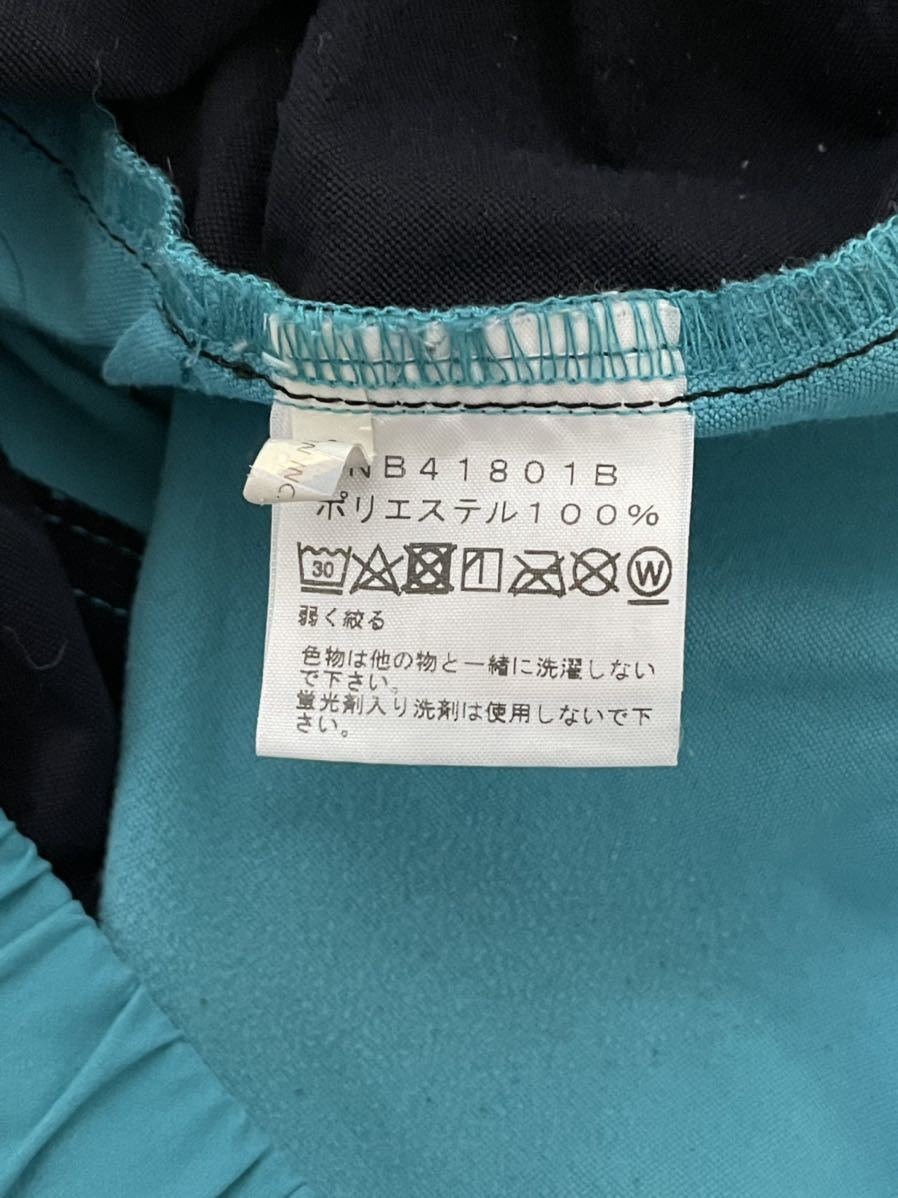 NB41801B
ポリエステル100%
30 W
弱く絞る
色物は他の物と一緒に洗濯しない
で下さい。
蛍光剤入り洗剤は使用しないで下
さい。